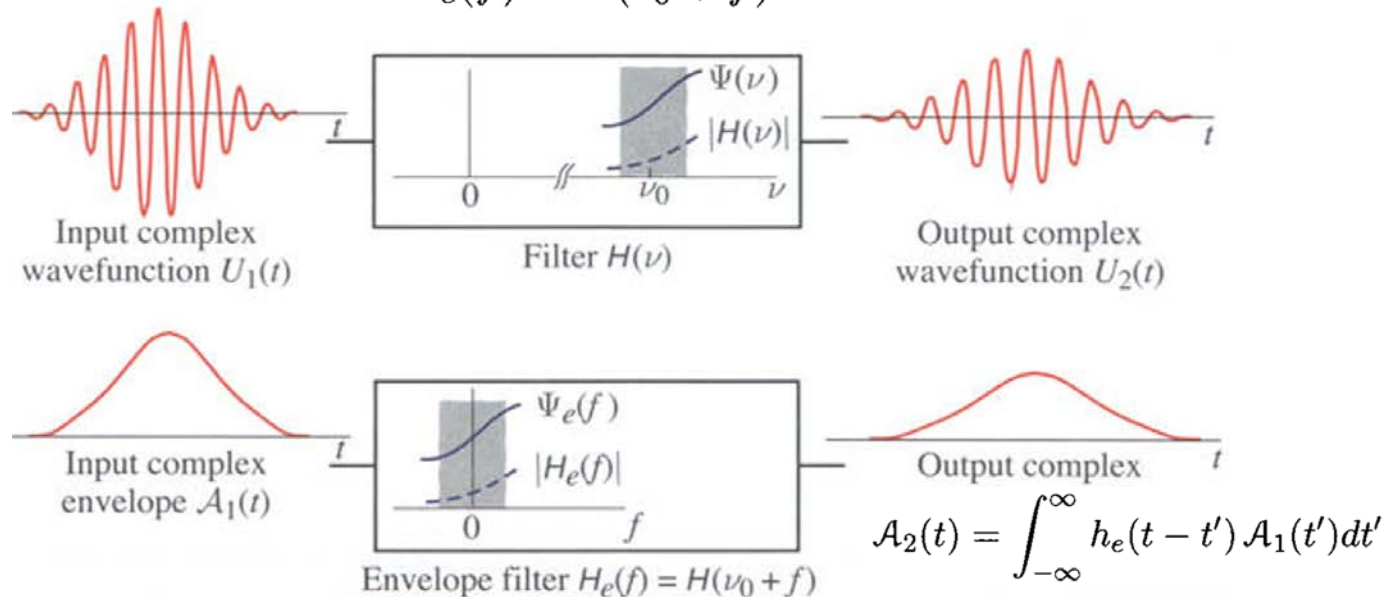 t
Ψ(ν)
|H(ν)|
0
ν₀
ν
t
Input complex
wavefunction U₁(t)
Filter H(ν)
Output complex
wavefunction U₂(t)
t
Ψₑ(f)
|Hₑ(f)|
0
f
t
Input complex
envelope 𝒜₁(t)
Output complex
𝒜₂(t) = ∫_{-∞}^{∞} hₑ(t − t′) 𝒜₁(t′)dt′
Envelope filter Hₑ(f) = H(ν₀ + f)